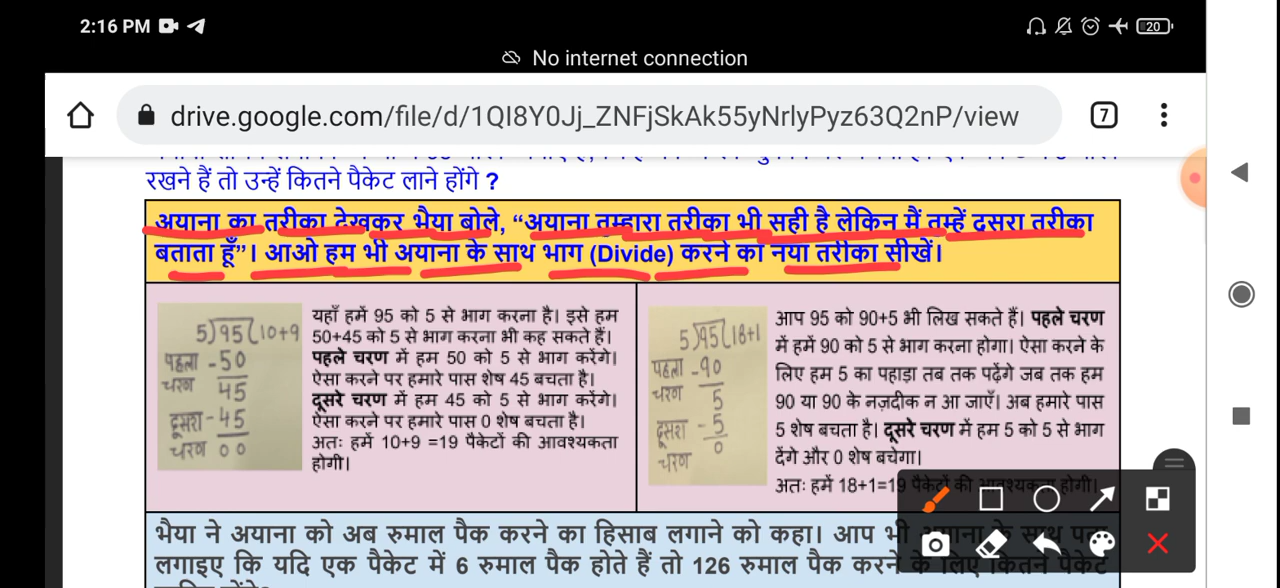 2:16 PM
20
No internet connection
drive.google.com/file/d/1QI8Y0Jj_ZNFjSkAk55yNrlyPyz63Q2nP/view
7
रखने हैं तो उन्हें कितने पैकेट लाने होंगे ?
अयाना का तरीका देखकर भैया बोले, “अयाना तुम्हारा तरीका भी सही है लेकिन मैं तुम्हें दूसरा तरीका
बताता हूँ”। आओ हम भी अयाना के साथ भाग (Divide) करने का नया तरीका सीखें।
5)95(10+9
पहला -50
चरण 45
दूसरा -45
चरण 00
यहाँ हमें 95 को 5 से भाग करना है। इसे हम
50+45 को 5 से भाग करना भी कह सकते हैं।
पहले चरण में हम 50 को 5 से भाग करेंगे।
ऐसा करने पर हमारे पास शेष 45 बचता है।
दूसरे चरण में हम 45 को 5 से भाग करेंगे।
ऐसा करने पर हमारे पास 0 शेष बचता है।
अतः हमें 10+9 =19 पैकेटों की आवश्यकता
होगी।
5)95(18+1
पहला -90
चरण 5
दूसरा -5
चरण 0
आप 95 को 90+5 भी लिख सकते हैं। पहले चरण
में हमें 90 को 5 से भाग करना होगा। ऐसा करने के
लिए हम 5 का पहाड़ा तब तक पढ़ेंगे जब तक हम
90 या 90 के नज़दीक न आ जाएँ। अब हमारे पास
5 शेष बचता है। दूसरे चरण में हम 5 को 5 से भाग
देंगे और 0 शेष बचेगा।
अतः हमें 18+1=19 पैकेटों की आवश्यकता होगी।
भैया ने अयाना को अब रुमाल पैक करने का हिसाब लगाने को कहा। आप भी अयाना के साथ पता
लगाइए कि यदि एक पैकेट में 6 रुमाल पैक होते हैं तो 126 रुमाल पैक करने के लिए कितने पैकेट